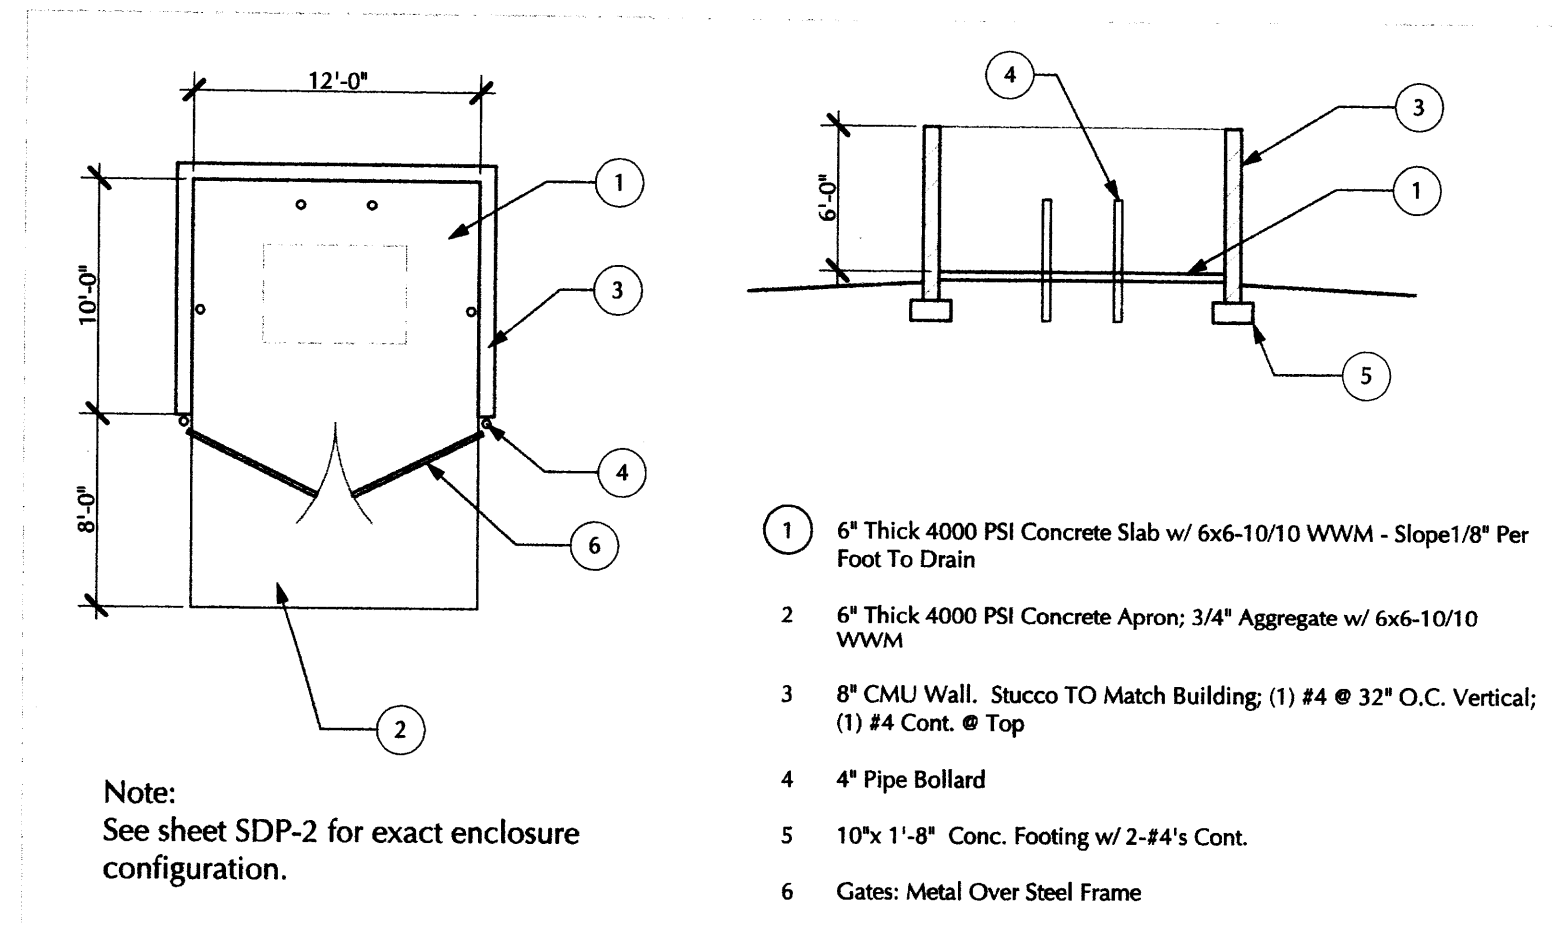 12'-0"
10'-0"
8'-0"
1
3
4
6
2
Note:
See sheet SDP-2 for exact enclosure
configuration.
4
3
1
6'-0"
5
1 6" Thick 4000 PSI Concrete Slab w/ 6x6-10/10 WWM - Slope1/8" Per
Foot To Drain
2 6" Thick 4000 PSI Concrete Apron; 3/4" Aggregate w/ 6x6-10/10
WWM
3 8" CMU Wall. Stucco TO Match Building; (1) #4 @ 32" O.C. Vertical;
(1) #4 Cont. @ Top
4 4" Pipe Bollard
5 10"x 1'-8" Conc. Footing w/ 2-#4's Cont.
6 Gates: Metal Over Steel Frame